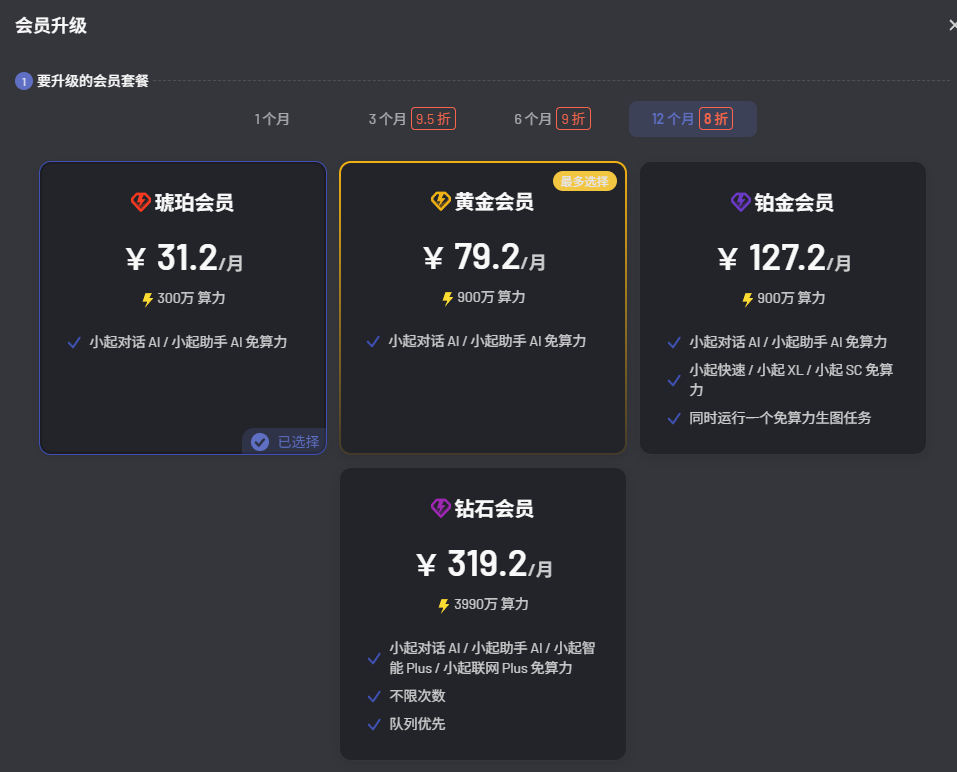 会员升级
1 要升级的会员套餐
1 个月
3 个月 9.5 折
6 个月 9 折
12 个月 8 折
琥珀会员
¥ 31.2/月
300万 算力
小起对话 AI / 小起助手 AI 免算力
已选择
最多选择
黄金会员
¥ 79.2/月
900万 算力
小起对话 AI / 小起助手 AI 免算力
铂金会员
¥ 127.2/月
900万 算力
小起对话 AI / 小起助手 AI 免算力
小起快速 / 小起 XL / 小起 SC 免算
力
同时运行一个免算力生图任务
钻石会员
¥ 319.2/月
3990万 算力
小起对话 AI / 小起助手 AI / 小起智
能 Plus / 小起联网 Plus 免算力
不限次数
队列优先